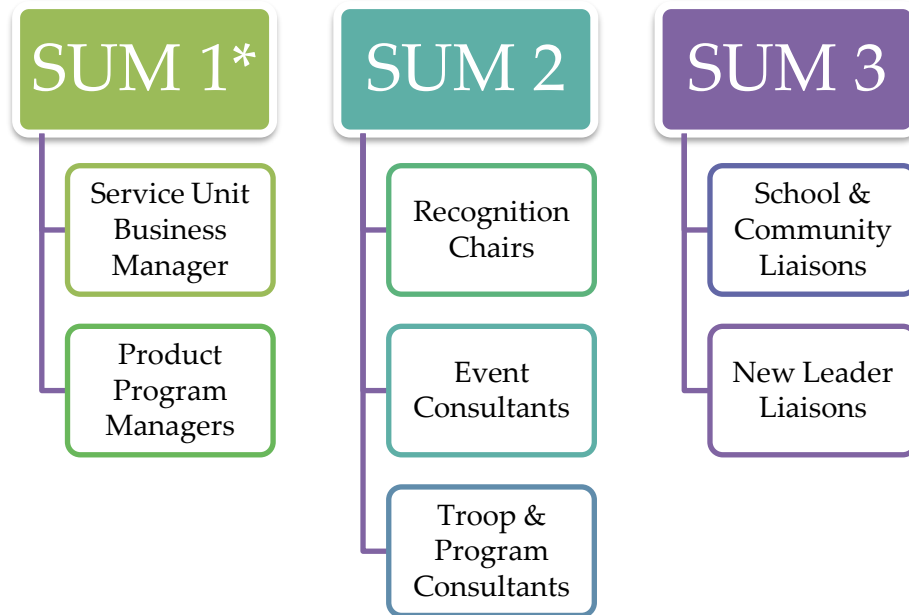 SUM 1*
Service Unit
Business
Manager
Product
Program
Managers
SUM 2
Recognition
Chairs
Event
Consultants
Troop &
Program
Consultants
SUM 3
School &
Community
Liaisons
New Leader
Liaisons